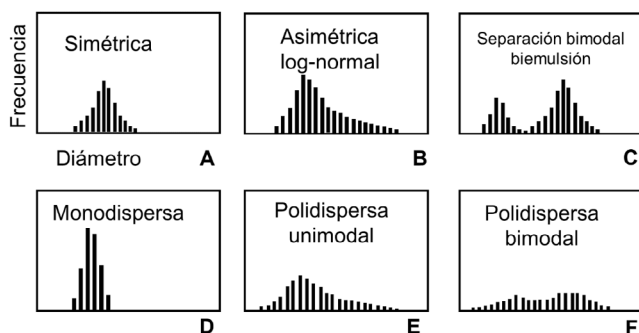 Frecuencia
Simétrica
Diámetro
A
Asimétrica
log-normal
B
Separación bimodal
biemulsión
C
Monodispersa
D
Polidispersa
unimodal
E
Polidispersa
bimodal
F